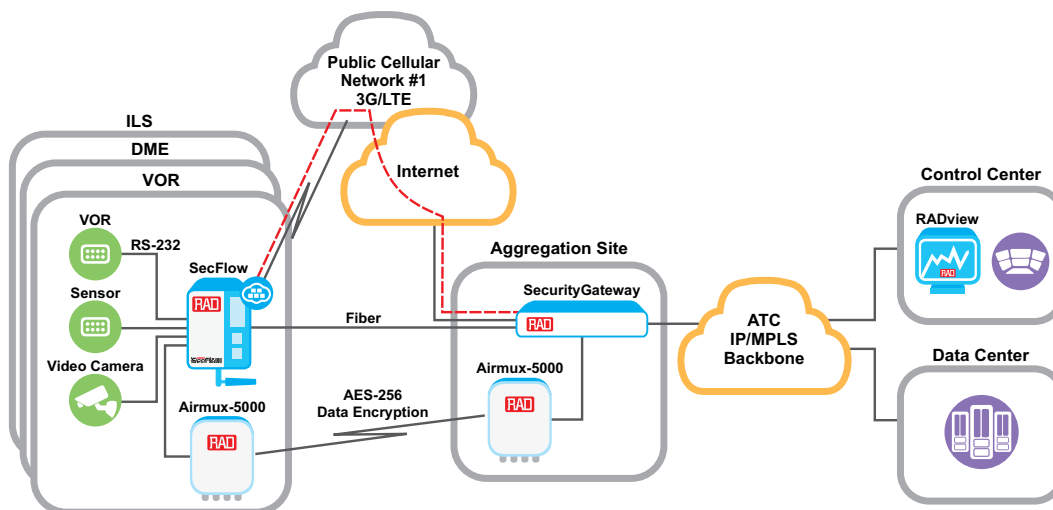 Public Cellular
Network #1
3G/LTE
Internet
ILS
DME
VOR
VOR
RS-232
SecFlow
RAD
Sensor
Video Camera
Airmux-5000
RAD
Fiber
AES-256
Data Encryption
Aggregation Site
SecurityGateway
RAD
Airmux-5000
RAD
ATC
IP/MPLS
Backbone
Control Center
RADview
RAD
Data Center